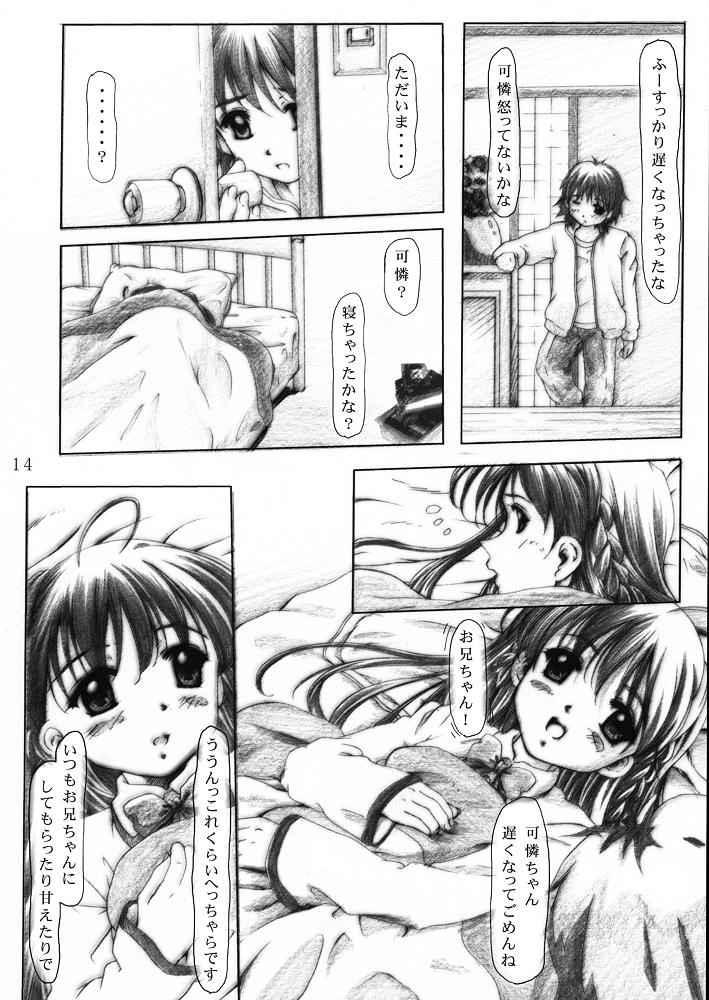 ふーすっかり遅くなっちゃったな
可憐怒ってないかな
ただいま・・・・
・・・・・・？
可憐？
寝ちゃったかな？
14
お兄ちゃん！
可憐ちゃん
遅くなってごめんね
ううんっこれくらいへっちゃらです
いつもお兄ちゃんに
してもらったり甘えたりで